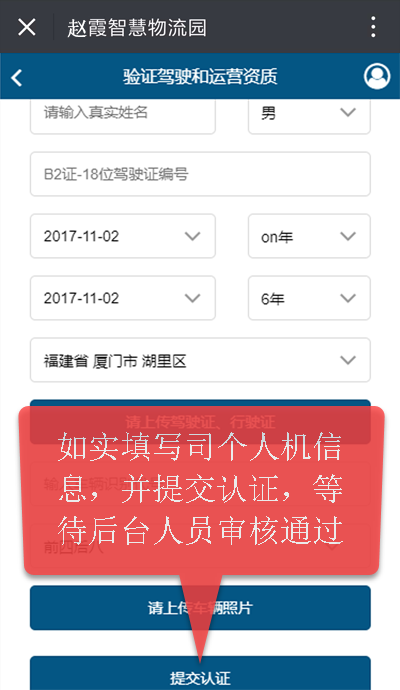 赵霞智慧物流园
验证驾驶和运营资质
请输入真实姓名 男
B2证-18位驾驶证编号
2017-11-02 on年
2017-11-02 6年
福建省 厦门市 湖里区
请上传驾驶证、行驶证
如实填写司个人机信
息，并提交认证，等
待后台人员审核通过
前四后八
请上传车辆照片
提交认证